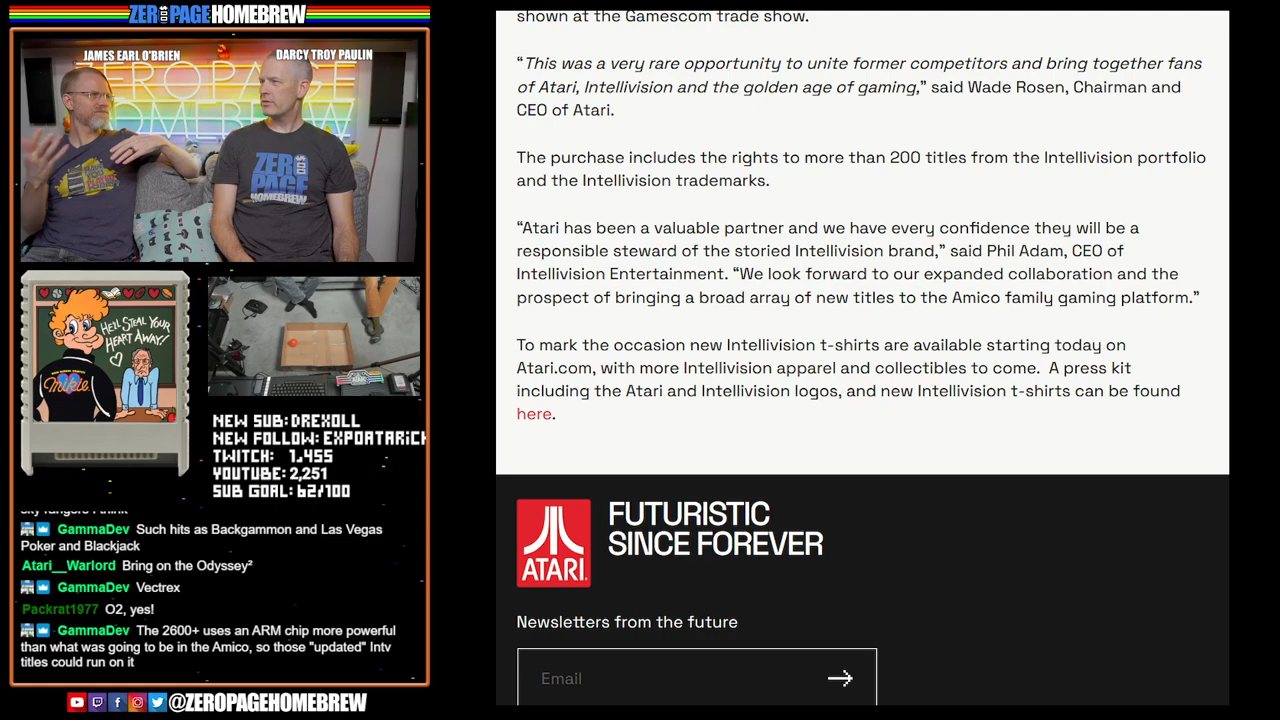 ZERO PAGE HOMEBREW
JAMES EARL O'BRIEN
DARCY TROY PAULIN
ZERO PAGE
HOMEBREW
ZERO
PAGE
HOMEBREW
HE'LL STEAL YOUR
HEART AWAY!!
Mikie
NEW SUB: DREXOLL
NEW FOLLOW: EXPOATARICH
TWITCH: 1,455
YOUTUBE: 2,251
SUB GOAL: 62/100
GammaDev Such hits as Backgammon and Las Vegas
Poker and Blackjack
Atari__Warlord Bring on the Odyssey²
GammaDev Vectrex
Packrat1977 O2, yes!
GammaDev The 2600+ uses an ARM chip more powerful
than what was going to be in the Amico, so those "updated" Intv
titles could run on it
@ZEROPAGEHOMEBREW
shown at the Gamescom trade show.
“This was a very rare opportunity to unite former competitors and bring together fans
of Atari, Intellivision and the golden age of gaming,” said Wade Rosen, Chairman and
CEO of Atari.
The purchase includes the rights to more than 200 titles from the Intellivision portfolio
and the Intellivision trademarks.
“Atari has been a valuable partner and we have every confidence they will be a
responsible steward of the storied Intellivision brand,” said Phil Adam, CEO of
Intellivision Entertainment. “We look forward to our expanded collaboration and the
prospect of bringing a broad array of new titles to the Amico family gaming platform.”
To mark the occasion new Intellivision t-shirts are available starting today on
Atari.com, with more Intellivision apparel and collectibles to come. A press kit
including the Atari and Intellivision logos, and new Intellivision t-shirts can be found
here.
ATARI
FUTURISTIC
SINCE FOREVER
Newsletters from the future
Email